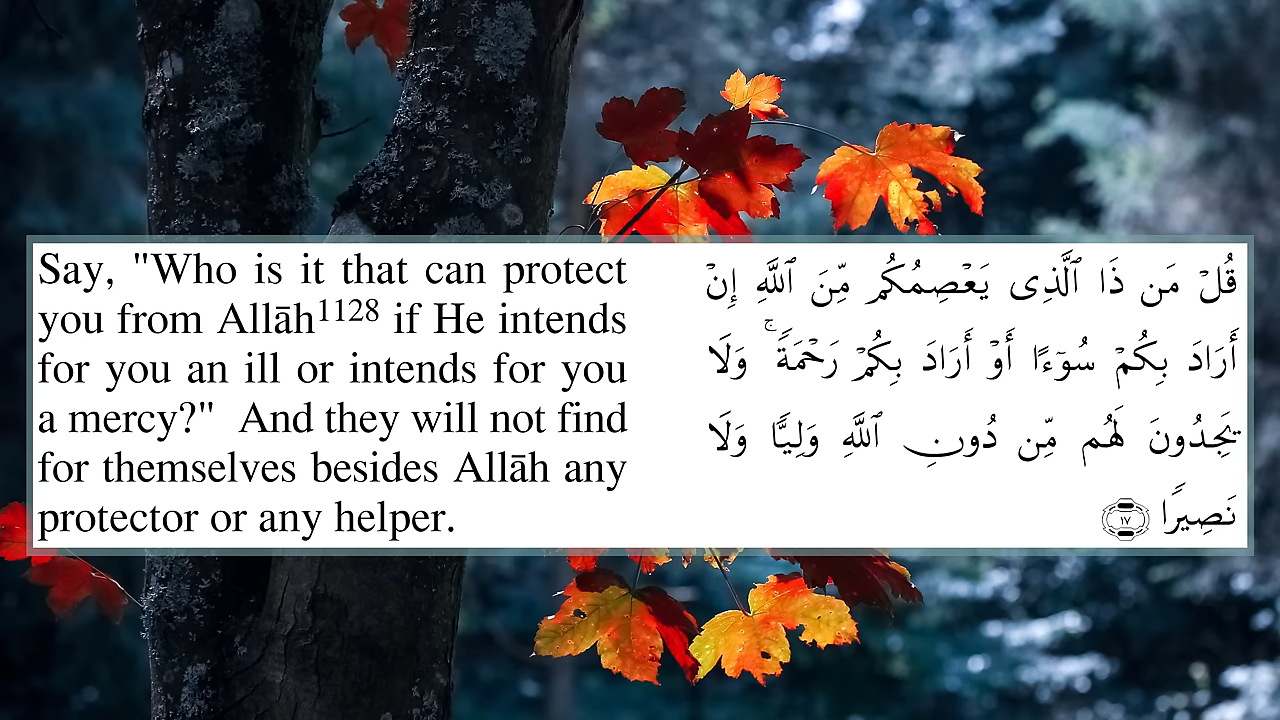 Say, "Who is it that can protect
you from Allāh1128 if He intends
for you an ill or intends for you
a mercy?"  And they will not find
for themselves besides Allāh any
protector or any helper.
قُلْ مَن ذَا ٱلَّذِى يَعْصِمُكُم مِّنَ ٱللَّهِ إِنْ
أَرَادَ بِكُمْ سُوٓءًا أَوْ أَرَادَ بِكُمْ رَحْمَةً ۚ وَلَا
يَجِدُونَ لَهُم مِّن دُونِ ٱللَّهِ وَلِيًّا وَلَا
نَصِيرًا ١٧